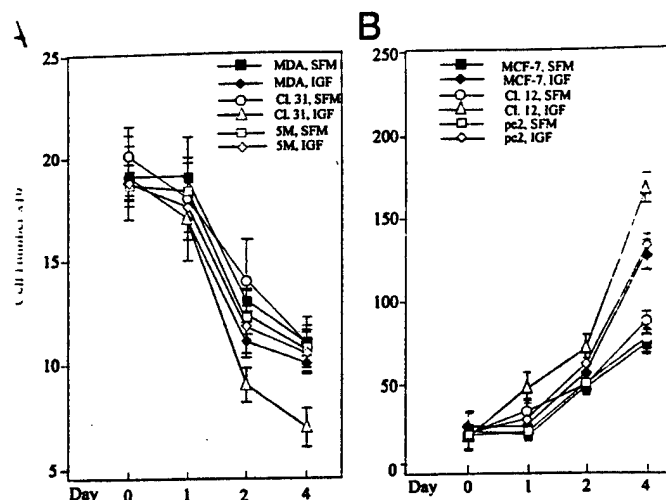 A
B
25
20
15
10
5
Day 0 1 2 4
MDA, SFM
MDA, IGF
Cl. 31, SFM
Cl. 31, IGF
5M, SFM
5M, IGF
250
200
150
100
50
0
Day 0 1 2 4
MCF-7, SFM
MCF-7, IGF
Cl. 12, SFM
Cl. 12, IGF
pc2, SFM
pc2, IGF